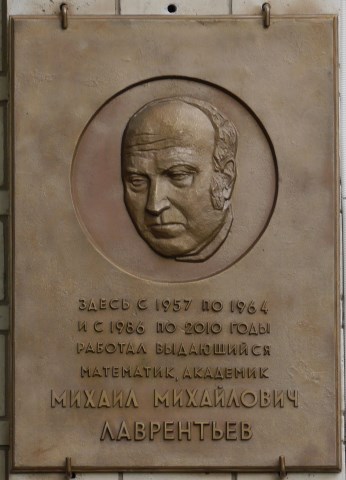 ЗДЕСЬ С 1957 ПО 1964
И С 1986 ПО 2010 ГОДЫ
РАБОТАЛ ВЫДАЮЩИЙСЯ
МАТЕМАТИК, АКАДЕМИК
МИХАИЛ МИХАЙЛОВИЧ
ЛАВРЕНТЬЕВ